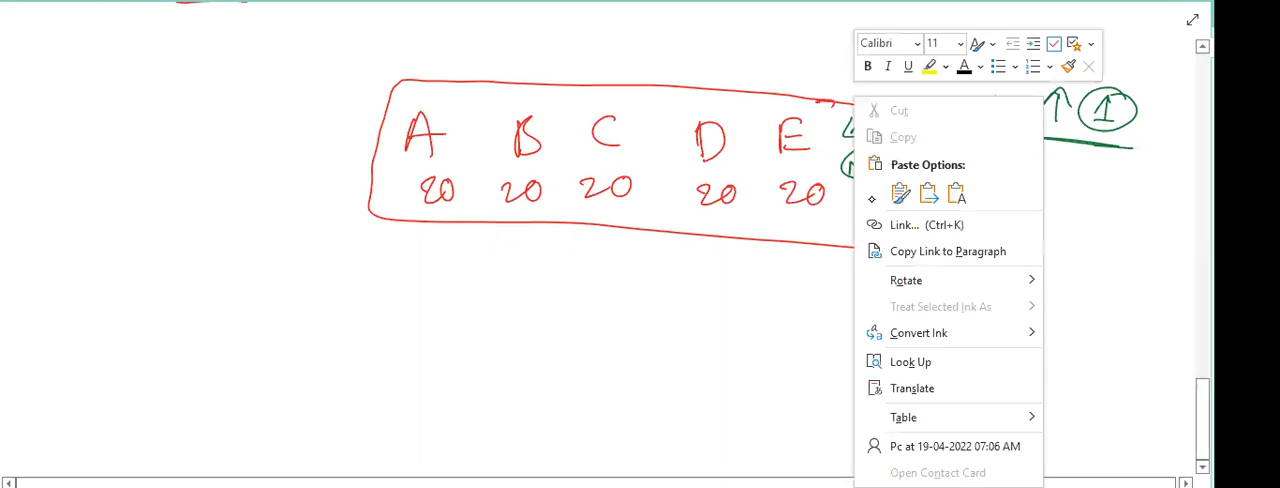 Calibri 11
B I U A
A B C D E
20 20 20 20 20
↑ 1
Cut
Copy
Paste Options:
Link... (Ctrl+K)
Copy Link to Paragraph
Rotate
Treat Selected Ink As
Convert Ink
Look Up
Translate
Table
Pc at 19-04-2022 07:06 AM
Open Contact Card